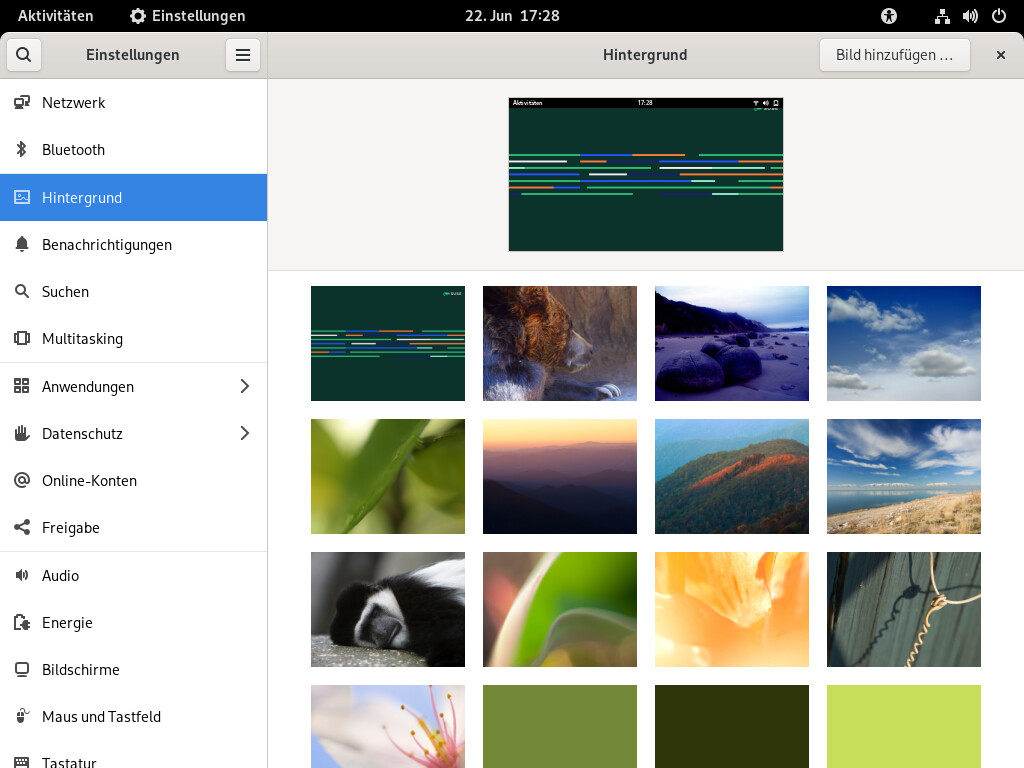 Aktivitäten
Einstellungen
22. Jun 17:28
Einstellungen
Hintergrund
Bild hinzufügen …
Netzwerk
Bluetooth
Hintergrund
Benachrichtigungen
Suchen
Multitasking
Anwendungen
Datenschutz
Online-Konten
Freigabe
Audio
Energie
Bildschirme
Maus und Tastfeld
Tastatur
Aktivitäten
17:28